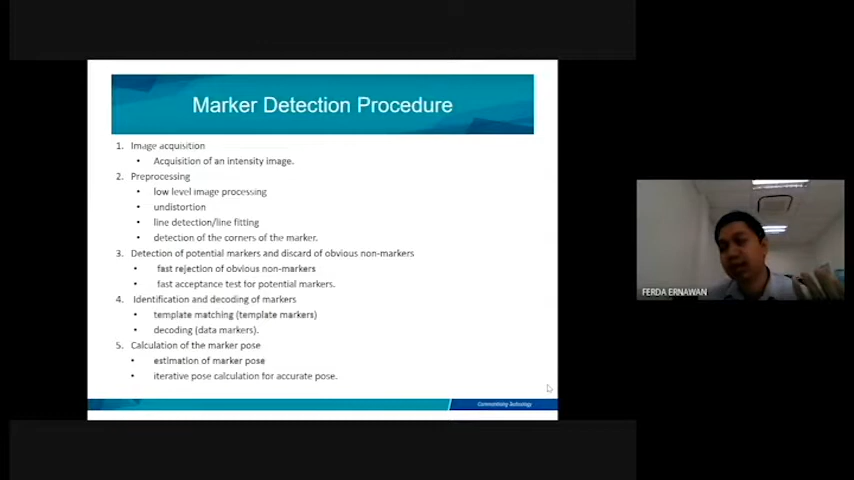 Marker Detection Procedure
1. Image acquisition
• Acquisition of an intensity image.
2. Preprocessing
• low level image processing
• undistortion
• line detection/line fitting
• detection of the corners of the marker.
3. Detection of potential markers and discard of obvious non-markers
• fast rejection of obvious non-markers
• fast acceptance test for potential markers.
4. Identification and decoding of markers
• template matching (template markers)
• decoding (data markers).
5. Calculation of the marker pose
• estimation of marker pose
• iterative pose calculation for accurate pose.
Communitising Technology
FERDA ERNAWAN